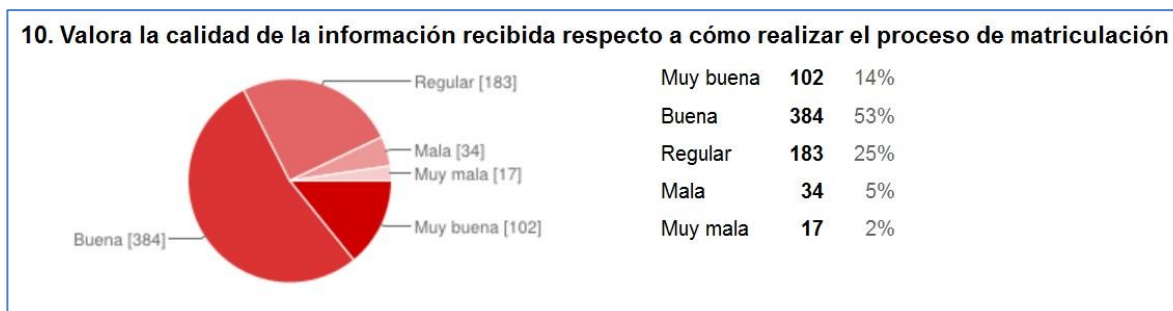 10. Valora la calidad de la información recibida respecto a cómo realizar el proceso de matriculación
Regular [183]
Mala [34]
Muy mala [17]
Muy buena [102]
Buena [384]
Muy buena 102 14%
Buena 384 53%
Regular 183 25%
Mala 34 5%
Muy mala 17 2%